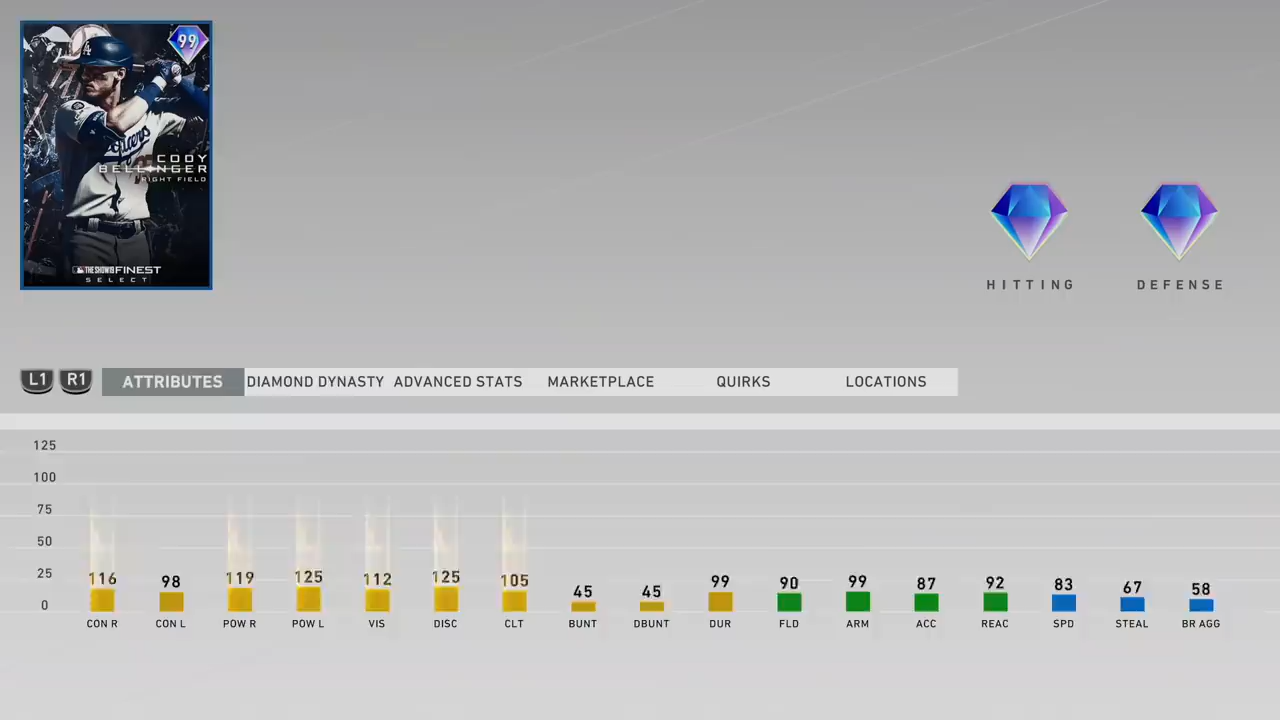 99
Dodgers
CODY
BELLINGER
RIGHT FIELD
THE SHOW19 FINEST
SELECT
HITTING DEFENSE
L1 R1 ATTRIBUTES DIAMOND DYNASTY ADVANCED STATS MARKETPLACE QUIRKS LOCATIONS
125
100
75
50
25
0
116 98 119 125 112 125 105 45 45 99 90 99 87 92 83 67 58
CON R CON L POW R POW L VIS DISC CLT BUNT DBUNT DUR FLD ARM ACC REAC SPD STEAL BR AGG